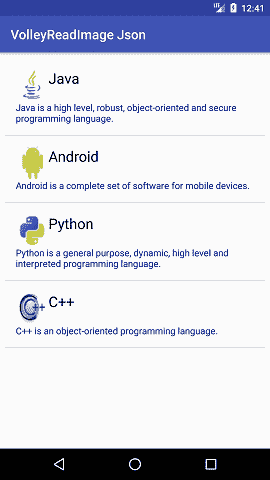 LTE 12:41
VolleyReadImage Json
Java
Java is a high level, robust, object-oriented and secure
programming language.
Android
Android is a complete set of software for mobile devices.
Python
Python is a general purpose, dynamic, high level and
interpreted programming language.
C++
C++
C++ is an object-oriented programming language.